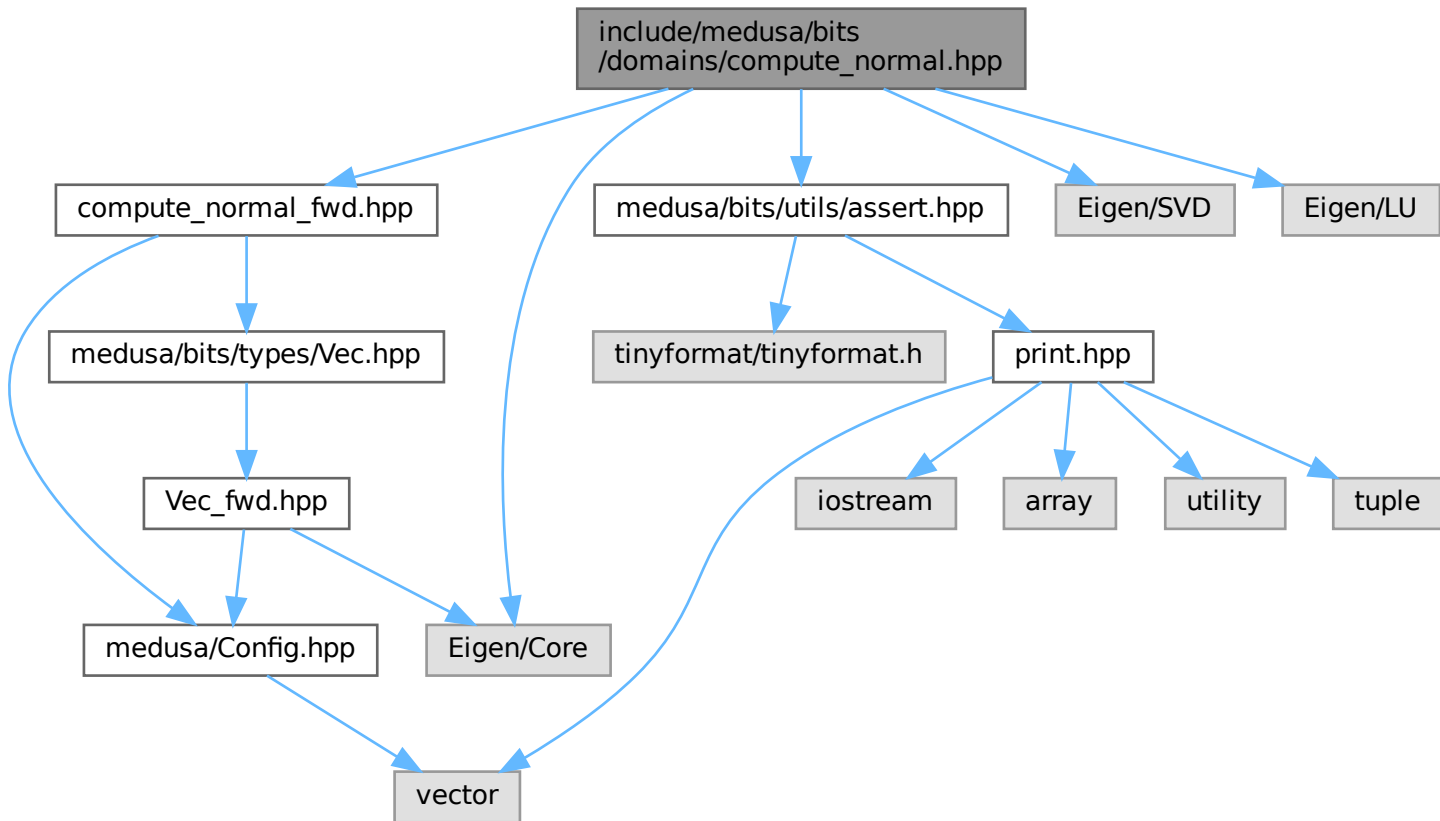 include/medusa/bits
/domains/compute_normal.hpp
compute_normal_fwd.hpp
medusa/bits/utils/assert.hpp
Eigen/SVD
Eigen/LU
medusa/bits/types/Vec.hpp
tinyformat/tinyformat.h
print.hpp
Vec_fwd.hpp
iostream
array
utility
tuple
medusa/Config.hpp
Eigen/Core
vector